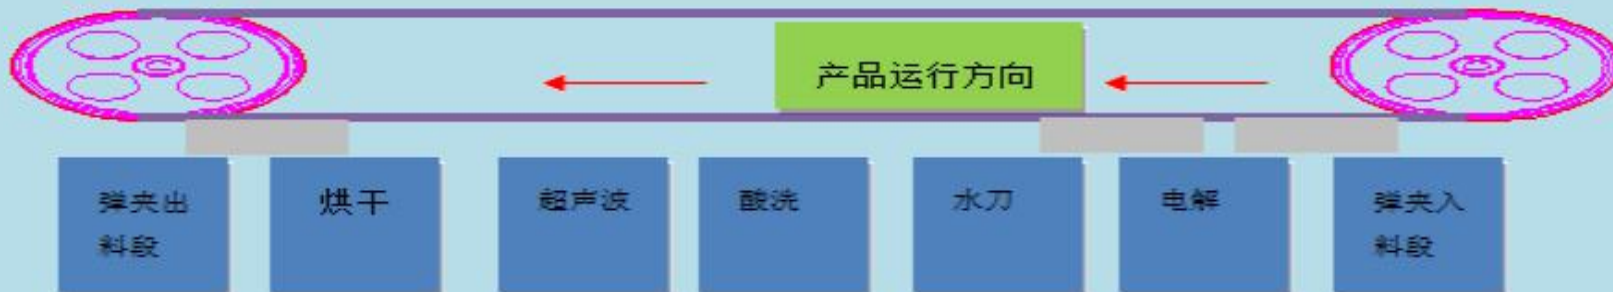 产品运行方向
弹夹出
料段
烘干
超声波
酸洗
水刀
电解
弹夹入
料段